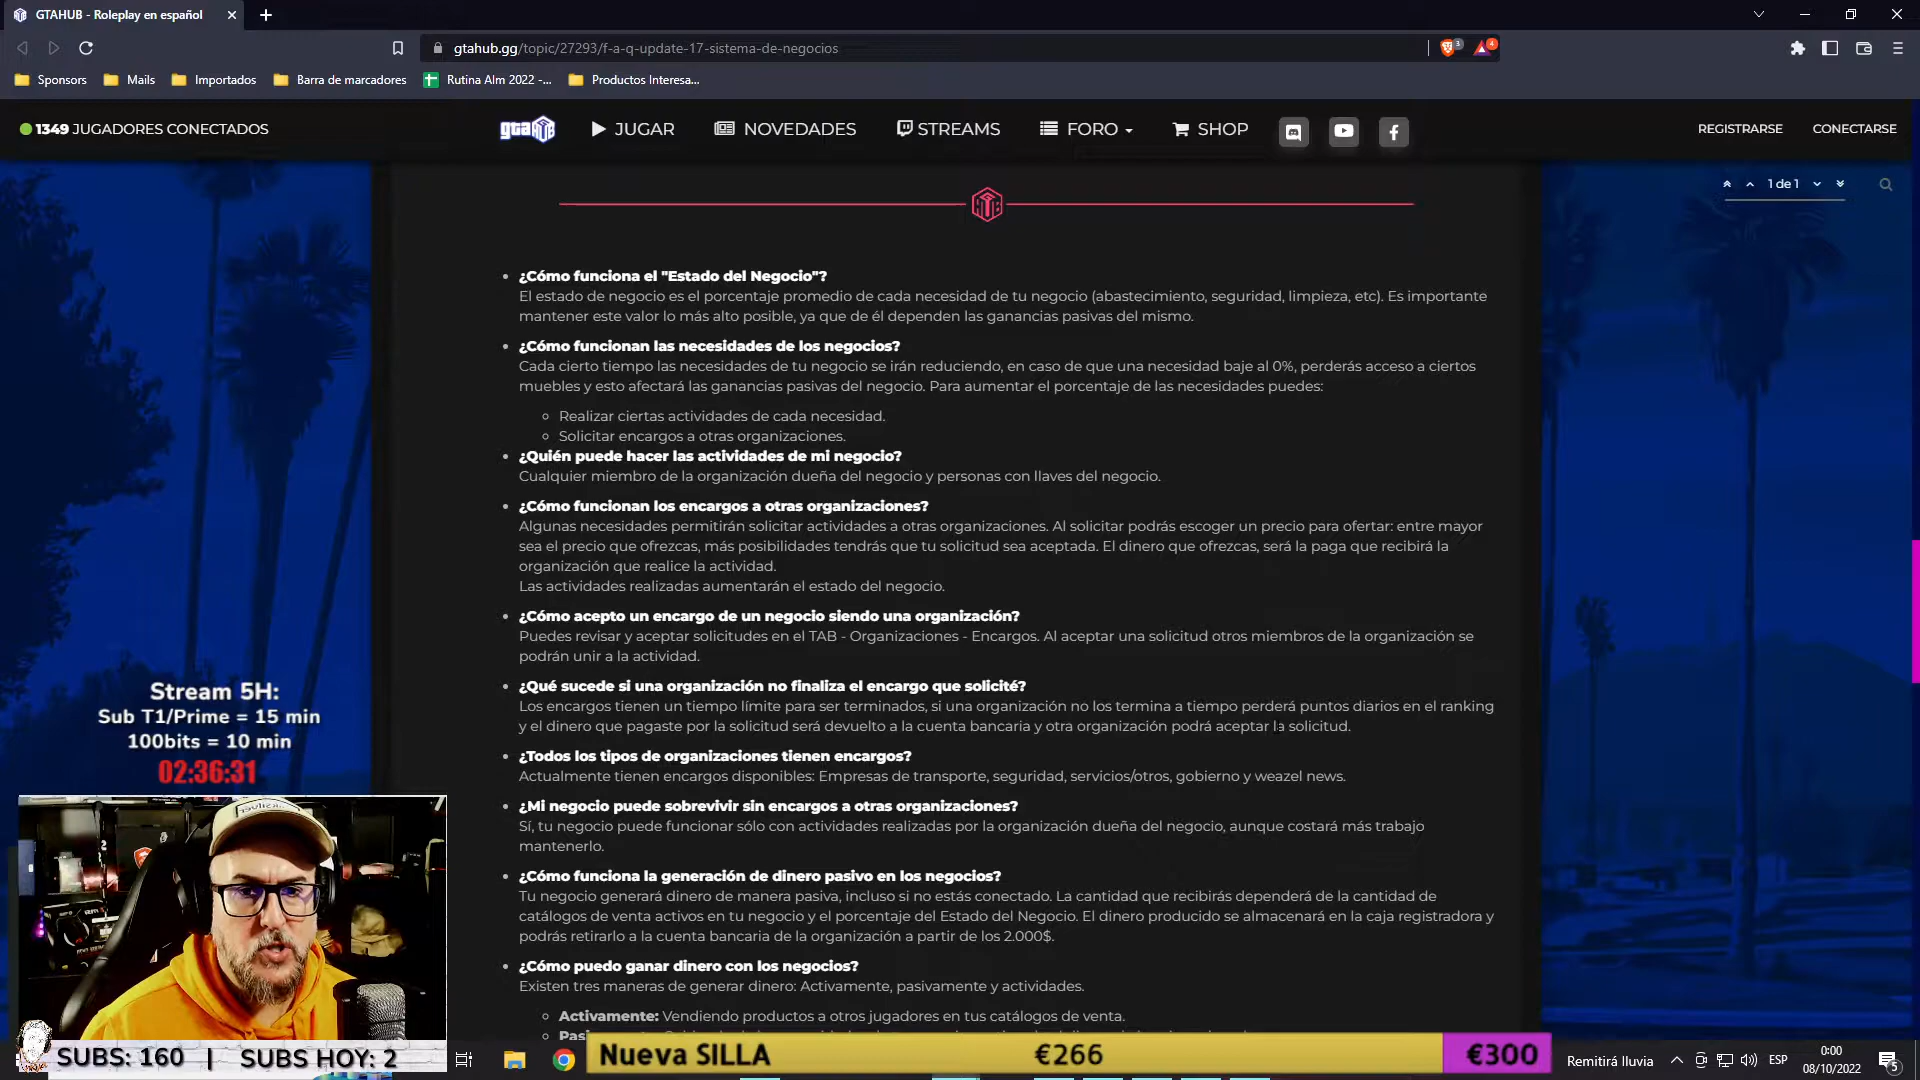 GTAHUB - Roleplay en español
gtahub.gg/topic/27293/f-a-q-update-17-sistema-de-negocios
3
4
Sponsors
Mails
Importados
Barra de marcadores
Rutina Alm 2022 -...
Productos Interesa...
1349 JUGADORES CONECTADOS
gtaHUB
JUGAR
NOVEDADES
STREAMS
FORO
SHOP
REGISTRARSE
CONECTARSE
1 de 1
¿Cómo funciona el "Estado del Negocio"?
El estado de negocio es el porcentaje promedio de cada necesidad de tu negocio (abastecimiento, seguridad, limpieza, etc). Es importante
mantener este valor lo más alto posible, ya que de él dependen las ganancias pasivas del mismo.
¿Cómo funcionan las necesidades de los negocios?
Cada cierto tiempo las necesidades de tu negocio se irán reduciendo, en caso de que una necesidad baje al 0%, perderás acceso a ciertos
muebles y esto afectará las ganancias pasivas del negocio. Para aumentar el porcentaje de las necesidades puedes:
Realizar ciertas actividades de cada necesidad.
Solicitar encargos a otras organizaciones.
¿Quién puede hacer las actividades de mi negocio?
Cualquier miembro de la organización dueña del negocio y personas con llaves del negocio.
¿Cómo funcionan los encargos a otras organizaciones?
Algunas necesidades permitirán solicitar actividades a otras organizaciones. Al solicitar podrás escoger un precio para ofertar: entre mayor
sea el precio que ofrezcas, más posibilidades tendrás que tu solicitud sea aceptada. El dinero que ofrezcas, será la paga que recibirá la
organización que realice la actividad.
Las actividades realizadas aumentarán el estado del negocio.
¿Cómo acepto un encargo de un negocio siendo una organización?
Puedes revisar y aceptar solicitudes en el TAB - Organizaciones - Encargos. Al aceptar una solicitud otros miembros de la organización se
podrán unir a la actividad.
¿Qué sucede si una organización no finaliza el encargo que solicité?
Los encargos tienen un tiempo límite para ser terminados, si una organización no los termina a tiempo perderá puntos diarios en el ranking
y el dinero que pagaste por la solicitud será devuelto a la cuenta bancaria y otra organización podrá aceptar la solicitud.
¿Todos los tipos de organizaciones tienen encargos?
Actualmente tienen encargos disponibles: Empresas de transporte, seguridad, servicios/otros, gobierno y weazel news.
¿Mi negocio puede sobrevivir sin encargos a otras organizaciones?
Sí, tu negocio puede funcionar sólo con actividades realizadas por la organización dueña del negocio, aunque costará más trabajo
mantenerlo.
¿Cómo funciona la generación de dinero pasivo en los negocios?
Tu negocio generará dinero de manera pasiva, incluso si no estás conectado. La cantidad que recibirás dependerá de la cantidad de
catálogos de venta activos en tu negocio y el porcentaje del Estado del Negocio. El dinero producido se almacenará en la caja registradora y
podrás retirarlo a la cuenta bancaria de la organización a partir de los 2.000$.
¿Cómo puedo ganar dinero con los negocios?
Existen tres maneras de generar dinero: Activamente, pasivamente y actividades.
Activamente: Vendiendo productos a otros jugadores en tus catálogos de venta.
Stream 5H:
Sub T1/Prime = 15 min
100bits = 10 min
02:36:31
SUBS: 160 | SUBS HOY: 2
Nueva SILLA
€266
€300
Remitirá lluvia
ESP
0:00
08/10/2022
5